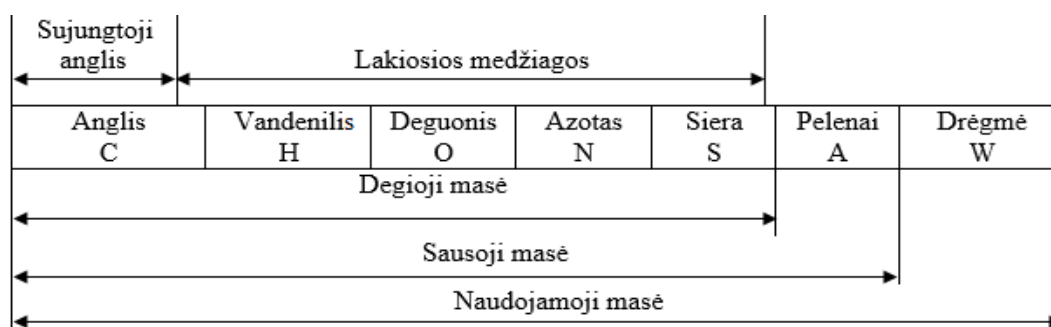 Sujungtoji
anglis
Lakiosios medžiagos
Anglis
C
Vandenilis
H
Deguonis
O
Azotas
N
Siera
S
Pelenai
A
Drėgmė
W
Degioji masė
Sausoji masė
Naudojamoji masė